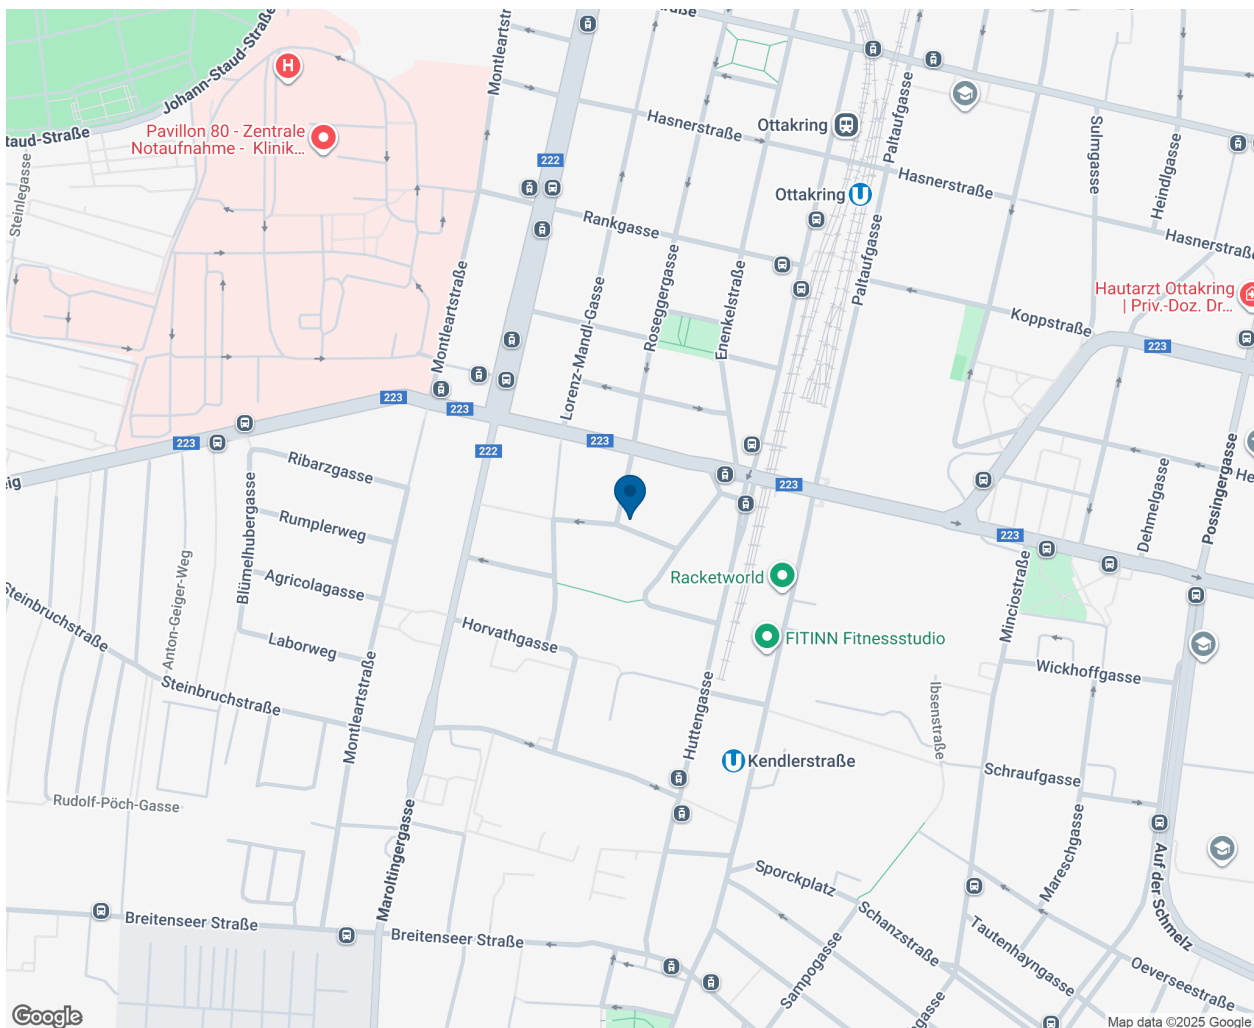 Johann-Staud-Straße
taud-Straße
H
Pavillon 80 - Zentrale
Notaufnahme - Klinik...
Steinlegasse
Montleartstraße
222
Hasnerstraße
Ottakring
Paltaufgasse
Hasnerstraße
Sulmgasse
Heindlgasse
Hasnerstraße
Ottakring
Rankgasse
Paltaufgasse
Lorenz-Mandl-Gasse
Roseggergasse
Enenkelstraße
Montleartstraße
Hautarzt Ottakring
| Priv.-Doz. Dr...
Koppstraße
223
223
223
223
223
222
223
223
eig
Ribarzgasse
Rumplerweg
Agricolagasse
Laborweg
Blümelhubergasse
Anton-Geiger-Weg
Steinbruchstraße
Steinbruchstraße
Montleartstraße
Horvathgasse
Racketworld
FITINN Fitnessstudio
Huttengasse
Kendlerstraße
Minciostraße
Dehmelgasse
Possingergasse
He
Wickhoffgasse
Ibsenstraße
Schraufgasse
Mareschgasse
Auf der Schmelz
Rudolf-Pöch-Gasse
Maroltingergasse
Breitenseer Straße
Breitenseer Straße
Sporckplatz
Schanzstraße
Sampogasse
Tautenhayngasse
Oeverseestraße
gasse
Google
Map data ©2025 Google